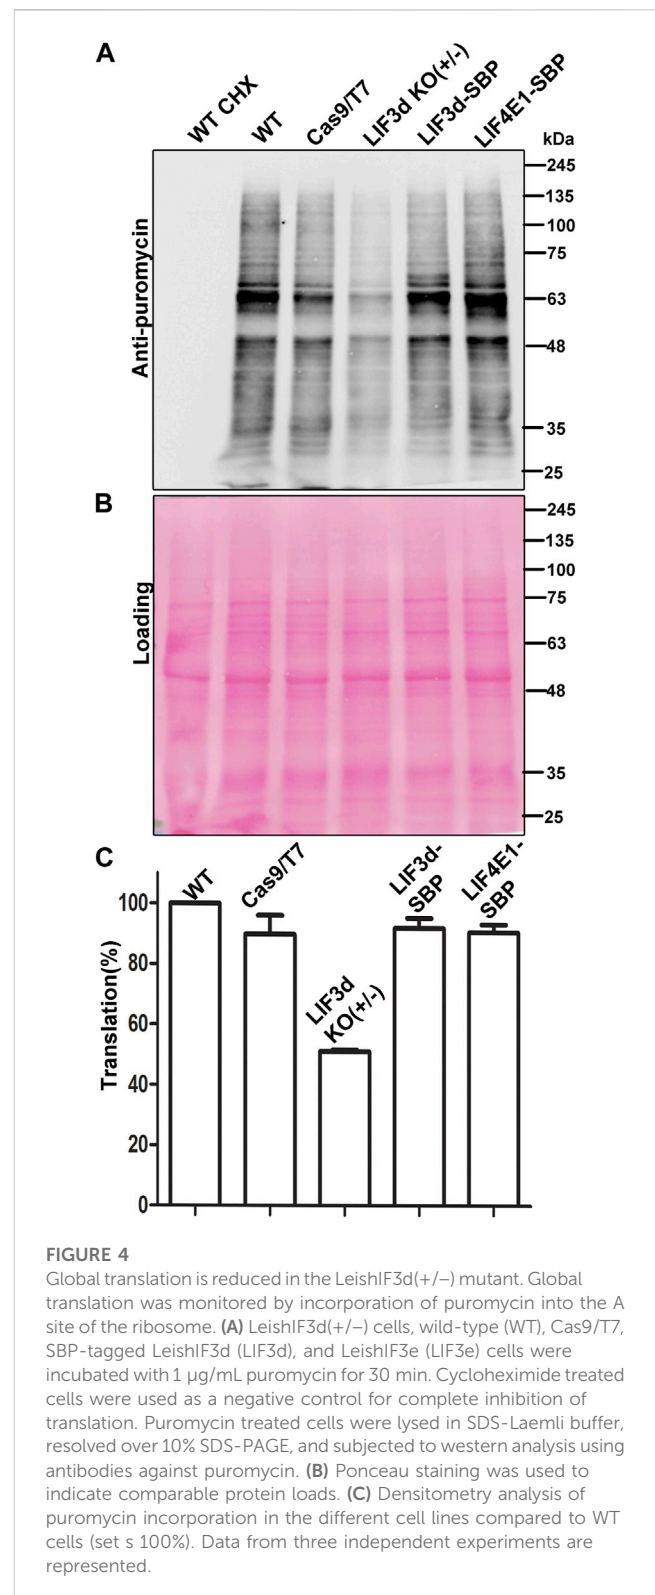 A
WT CHX
WT
Cas9/T7
LIF3d KO(+/-)
LIF3d-SBP
LIF4E1-SBP
kDa
245
135
100
75
63
48
35
25
Anti-puromycin
B
245
135
100
75
63
48
35
25
Loading
C
WT
Cas9/T7
LIF3d
KO(+/-)
LIF3d-
SBP
LIF4E1-
SBP
Translation(%)
100
80
60
40
20
0
FIGURE 4
Global translation is reduced in the LeishIF3d(+/−) mutant. Global
translation was monitored by incorporation of puromycin into the A
site of the ribosome. (A) LeishIF3d(+/−) cells, wild-type (WT), Cas9/T7,
SBP-tagged LeishIF3d (LIF3d), and LeishIF3e (LIF3e) cells were
incubated with 1 µg/mL puromycin for 30 min. Cycloheximide treated
cells were used as a negative control for complete inhibition of
translation. Puromycin treated cells were lysed in SDS-Laemli buffer,
resolved over 10% SDS-PAGE, and subjected to western analysis using
antibodies against puromycin. (B) Ponceau staining was used to
indicate comparable protein loads. (C) Densitometry analysis of
puromycin incorporation in the different cell lines compared to WT
cells (set s 100%). Data from three independent experiments are
represented.